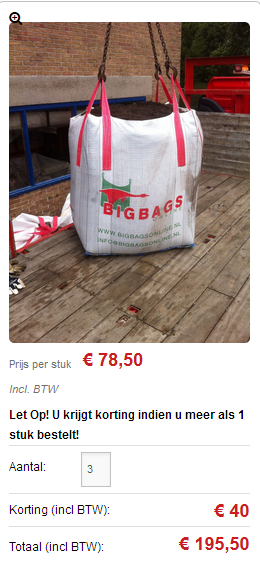 BIGBAGS
WWW.BIGBAGSONLINE.NL
INFO@BIGBAGSONLINE.NL
Prijs per stuk € 78,50
Incl. BTW
Let Op! U krijgt korting indien u meer als 1
stuk bestelt!
Aantal: 3
Korting (incl BTW): € 40
Totaal (incl BTW): € 195,50